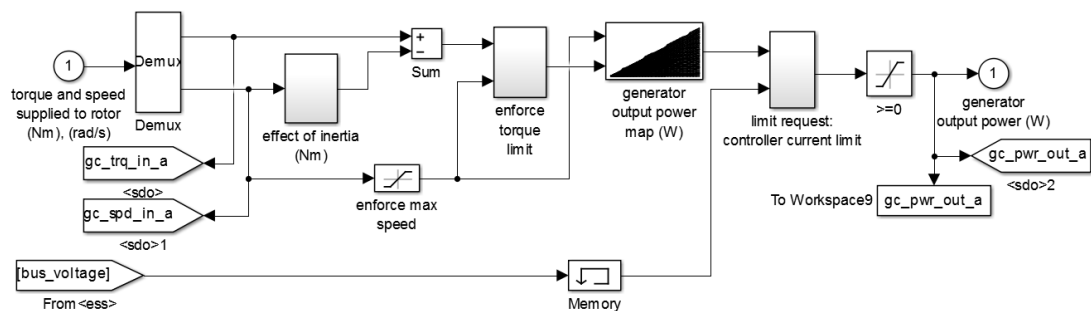 1
torque and speed
supplied to rotor
(Nm), (rad/s)
Demux
Demux
effect of inertia
(Nm)
+
−
Sum
enforce
torque
limit
generator
output power
map (W)
limit request:
controller current limit
>=0
1
generator
output power (W)
gc_trq_in_a
<sdo>
gc_spd_in_a
<sdo>1
enforce max
speed
gc_pwr_out_a
<sdo>2
To Workspace9
gc_pwr_out_a
[bus_voltage]
From <ess>
Memory